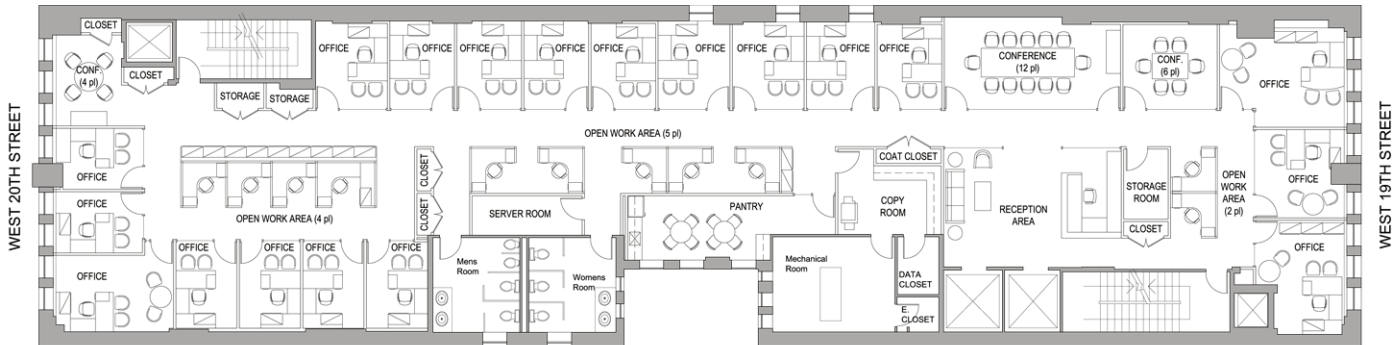 CLOSET
CONF.
(4 pl)
CLOSET
STORAGE
STORAGE
OFFICE
OFFICE
OFFICE
OFFICE
OFFICE
OFFICE
OFFICE
OFFICE
OFFICE
CONFERENCE
(12 pl)
CONF.
(6 pl)
OFFICE
WEST 20TH STREET
WEST 19TH STREET
OPEN WORK AREA (5 pl)
OFFICE
CLOSET
COAT CLOSET
STORAGE
ROOM
OPEN
WORK
AREA
(2 pl)
OFFICE
OFFICE
OPEN WORK AREA (4 pl)
CLOSET
SERVER ROOM
PANTRY
COPY
ROOM
RECEPTION
AREA
CLOSET
OFFICE
OFFICE
OFFICE
OFFICE
OFFICE
OFFICE
Mens
Room
Womens
Room
Mechanical
Room
DATA
CLOSET
E.
CLOSET